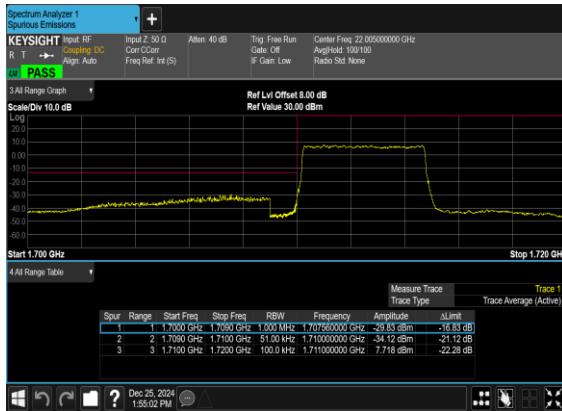 Spectrum Analyzer 1
Spurious Emissions
+
KEYSIGHT Input: RF Input Z: 50 Ω Atten: 40 dB Trig: Free Run Center Freq: 22.005000000 GHz
R T Coupling: DC Corr CCorr Gate: Off Avg|Hold: 100/100
Align: Auto Freq Ref: Int (S) IF Gain: Low Radio Std: None
PASS
3 All Range Graph
Ref Lvl Offset 8.00 dB
Scale/Div 10.0 dB Ref Value 30.00 dBm
Log
20.0
10.0
0.00
-10.0
-20.0
-30.0
-40.0
-50.0
-60.0
Start 1.700 GHz Stop 1.720 GH
4 All Range Table
Measure Trace Trace 1
Trace Type Trace Average (Active)
Spur Range Start Freq Stop Freq RBW Frequency Amplitude ΔLimit
1 1 1.7000 GHz 1.7090 GHz 1.000 MHz 1.707560000 GHz -29.83 dBm -16.83 dB
2 2 1.7090 GHz 1.7100 GHz 51.00 kHz 1.710000000 GHz -34.12 dBm -21.12 dB
3 3 1.7100 GHz 1.7200 GHz 100.0 kHz 1.711000000 GHz 7.718 dBm -22.28 dB
? Dec 25, 2024
1:55:02 PM